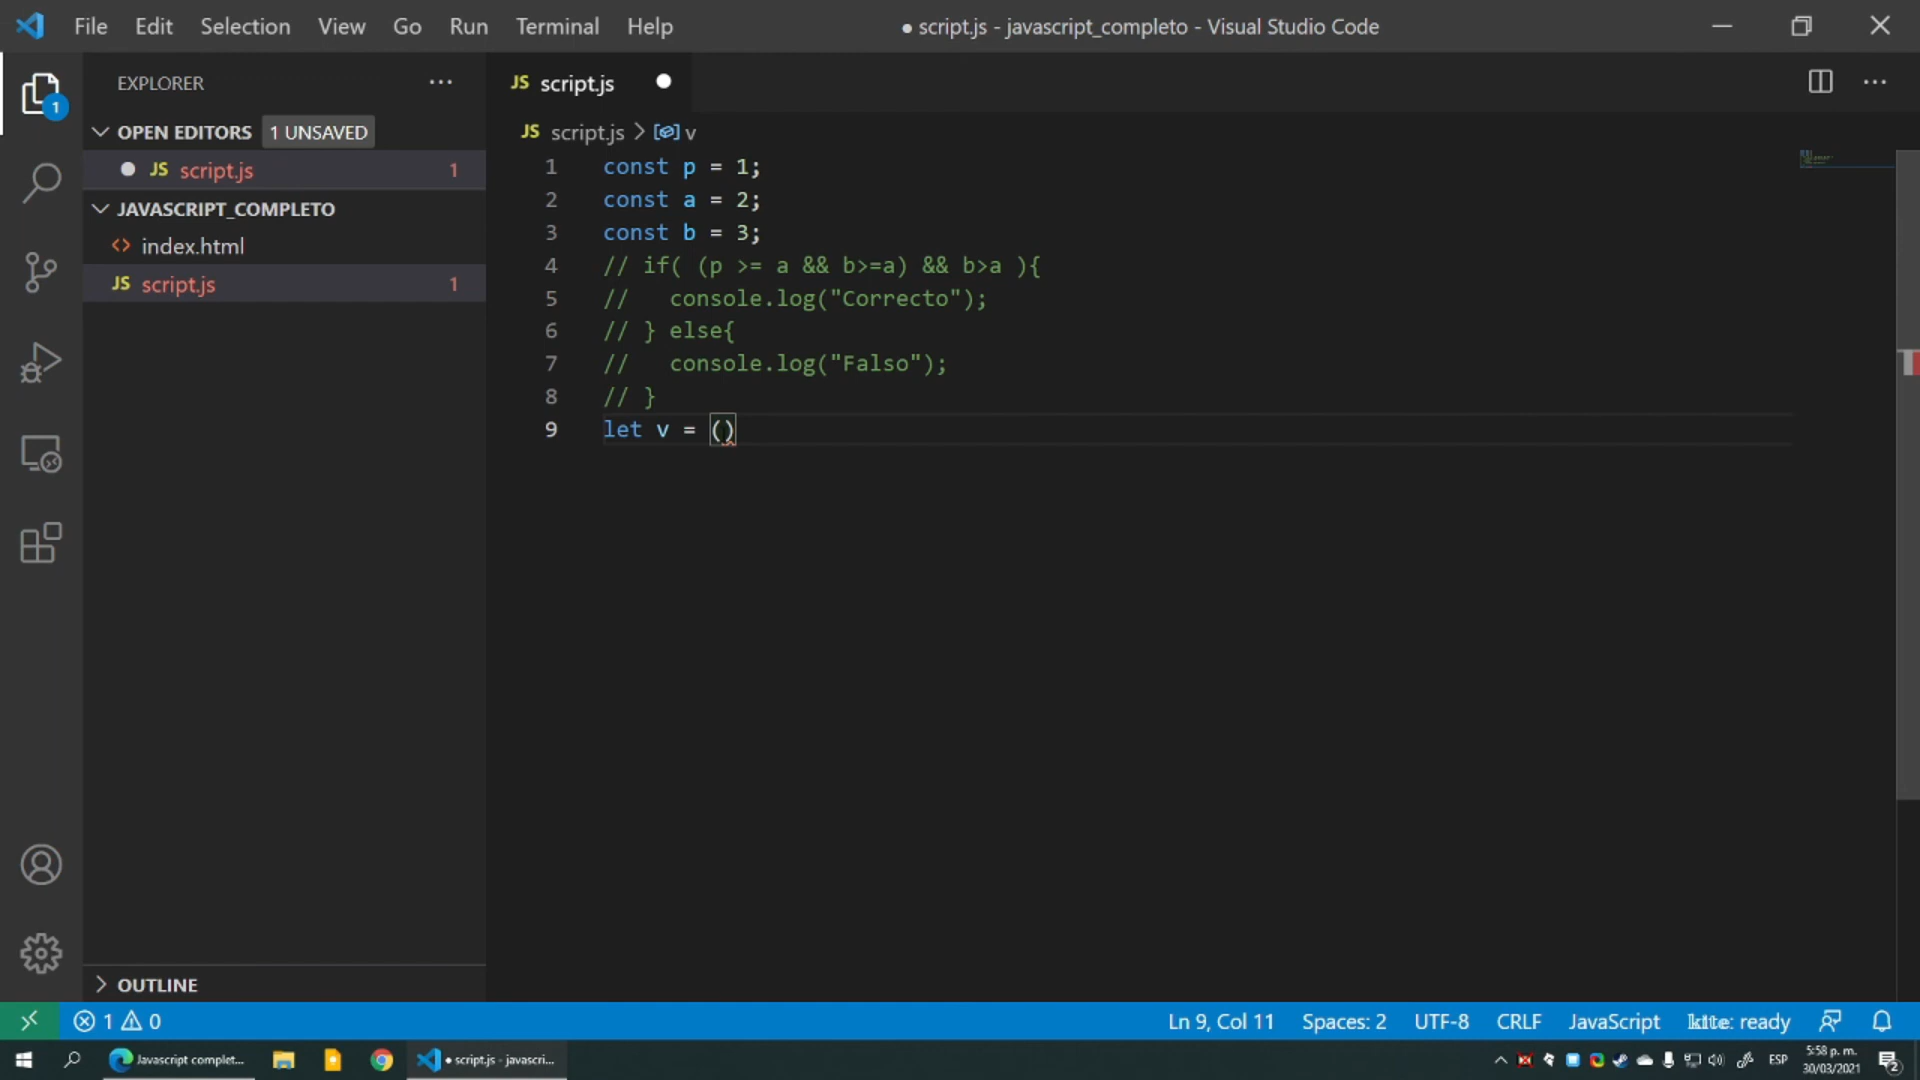 File Edit Selection View Go Run Terminal Help
● script.js - javascript_completo - Visual Studio Code
EXPLORER
OPEN EDITORS 1 UNSAVED
JS script.js 1
JAVASCRIPT_COMPLETO
<> index.html
JS script.js 1
OUTLINE
1
JS script.js
JS script.js > v
1 const p = 1;
2 const a = 2;
3 const b = 3;
4 // if( (p >= a && b>=a) && b>a ){
5 //   console.log("Correcto");
6 // } else{
7 //   console.log("Falso");
8 // }
9 let v = ()
1 0
Ln 9, Col 11 Spaces: 2 UTF-8 CRLF JavaScript kite: ready
Javascript complet...
● script.js - javascri...
ESP
5:58 p. m.
30/03/2021
2